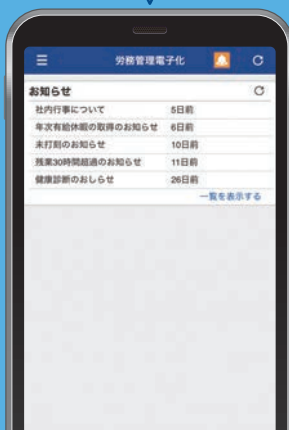 労務管理電子化
お知らせ
社内行事について 5日前
年次有給休暇の取得のお知らせ 6日前
未打刻のお知らせ 10日前
残業30時間超過のお知らせ 11日前
健康診断のおしらせ 26日前
一覧を表示する